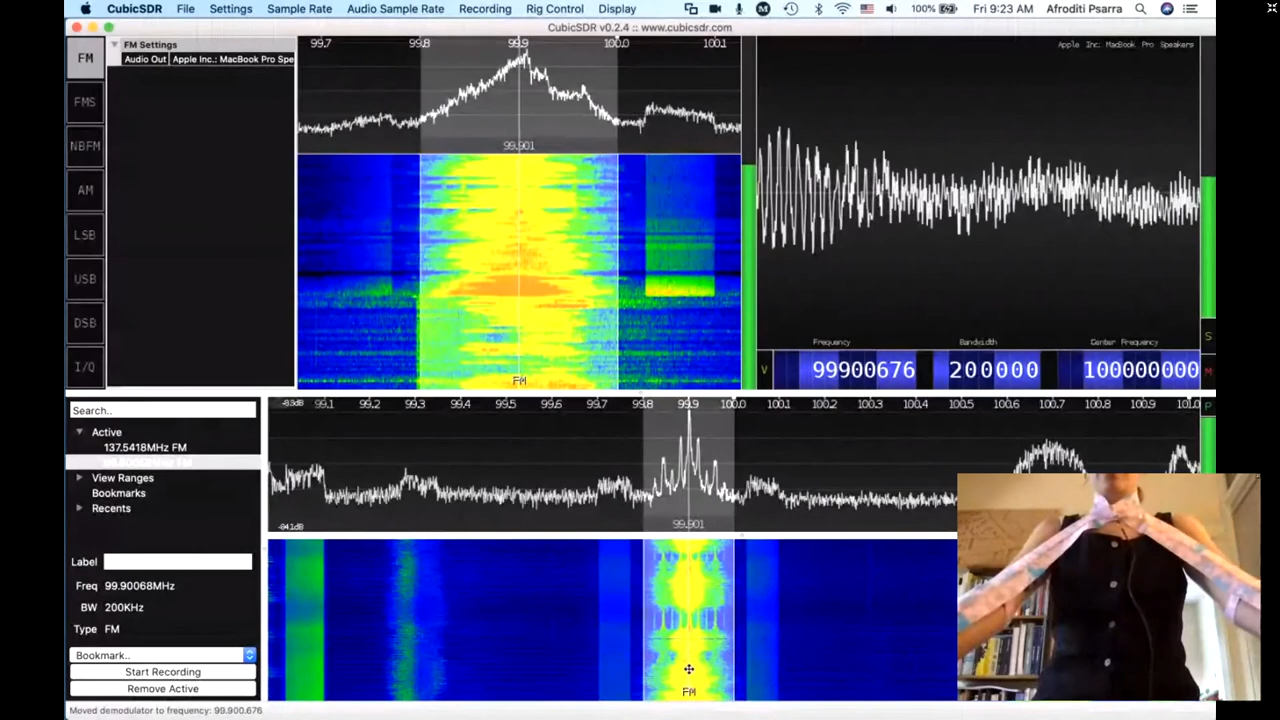 CubicSDR File Settings Sample Rate Audio Sample Rate Recording Rig Control Display 100% Fri 9:23 AM Afroditi Psarra
CubicSDR v0.2.4 :: www.cubicsdr.com
FM
FMS
NBFM
AM
LSB
USB
DSB
I/Q
FM Settings
Audio Out Apple Inc.: MacBook Pro Spe
99.7 99.8 99.9 100.0 100.1
99.901
FM
Apple Inc: MacBook Pro Speakers
Frequency Bandwidth Center Frequency
V 99900676 200000 100000000
S
M
P
Search..
Active
137.5418MHz FM
View Ranges
Bookmarks
Recents
Label
Freq 99.90068MHz
BW 200KHz
Type FM
Bookmark..
Start Recording
Remove Active
99.1 99.2 99.3 99.4 99.5 99.6 99.7 99.8 99.9 100.0 100.1 100.2 100.3 100.4 100.5 100.6 100.7 100.8 100.9 101.0
99.901
FM
Moved demodulator to frequency: 99.900.676